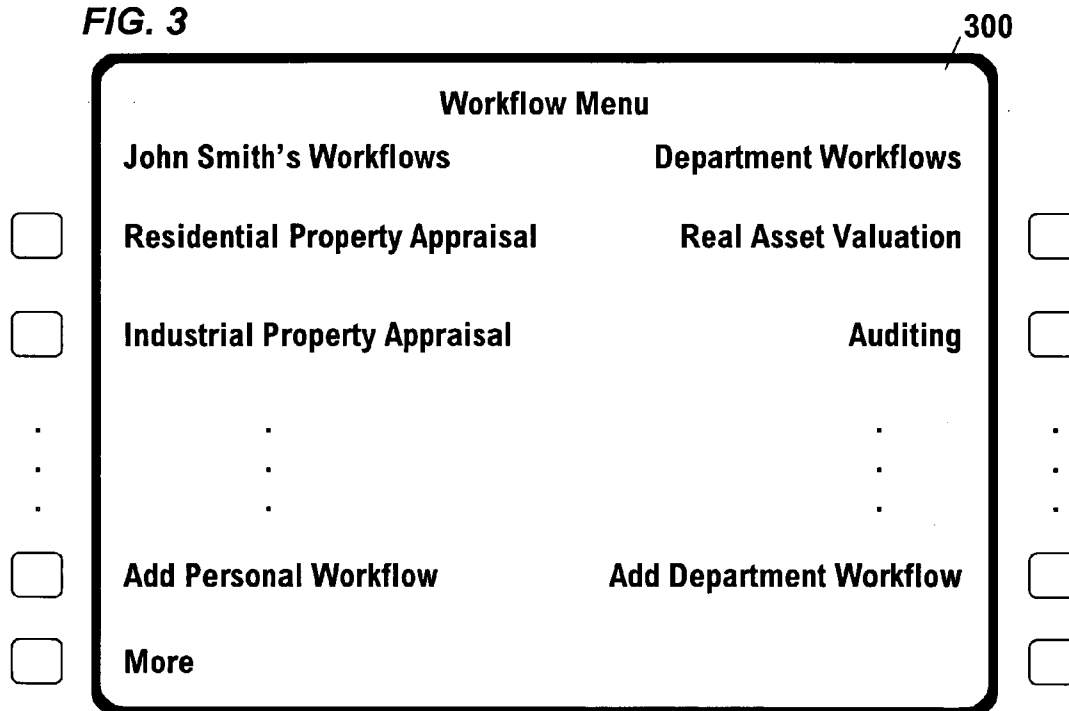 FIG. 3
300
Workflow Menu
John Smith's Workflows Department Workflows
Residential Property Appraisal Real Asset Valuation
Industrial Property Appraisal Auditing
Add Personal Workflow Add Department Workflow
More